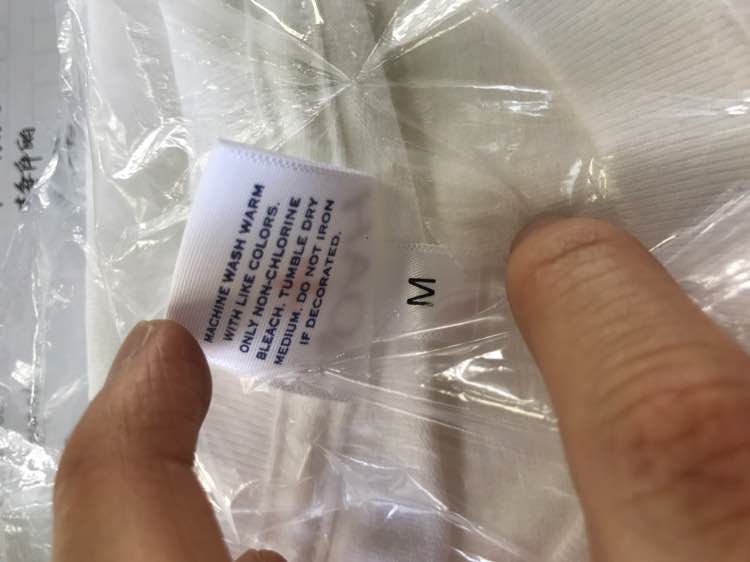 MACHINE WASH WARM
WITH LIKE COLORS.
ONLY NON-CHLORINE
BLEACH. TUMBLE DRY
MEDIUM. DO NOT IRON
IF DECORATED.
M